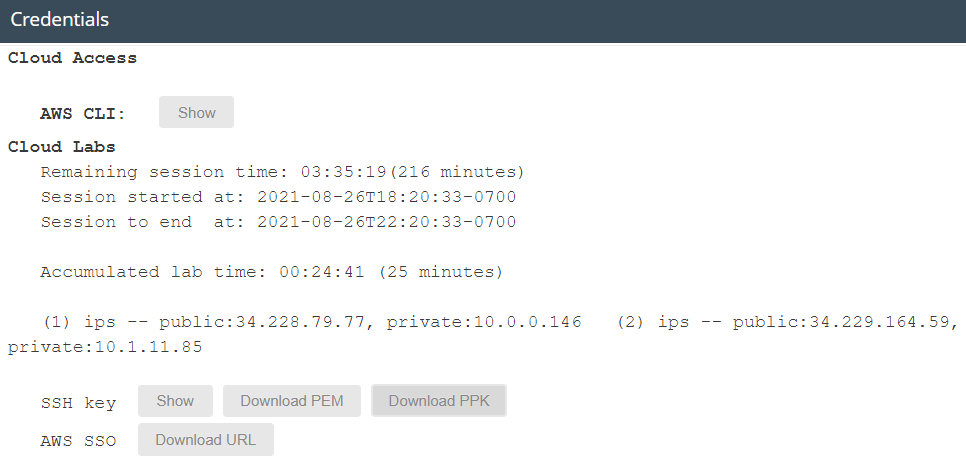 Credentials
Cloud Access
AWS CLI: Show
Cloud Labs
Remaining session time: 03:35:19(216 minutes)
Session started at: 2021-08-26T18:20:33-0700
Session to end  at: 2021-08-26T22:20:33-0700
Accumulated lab time: 00:24:41 (25 minutes)
(1) ips -- public:34.228.79.77, private:10.0.0.146   (2) ips -- public:34.229.164.59,
private:10.1.11.85
SSH key Show Download PEM Download PPK
AWS SSO Download URL